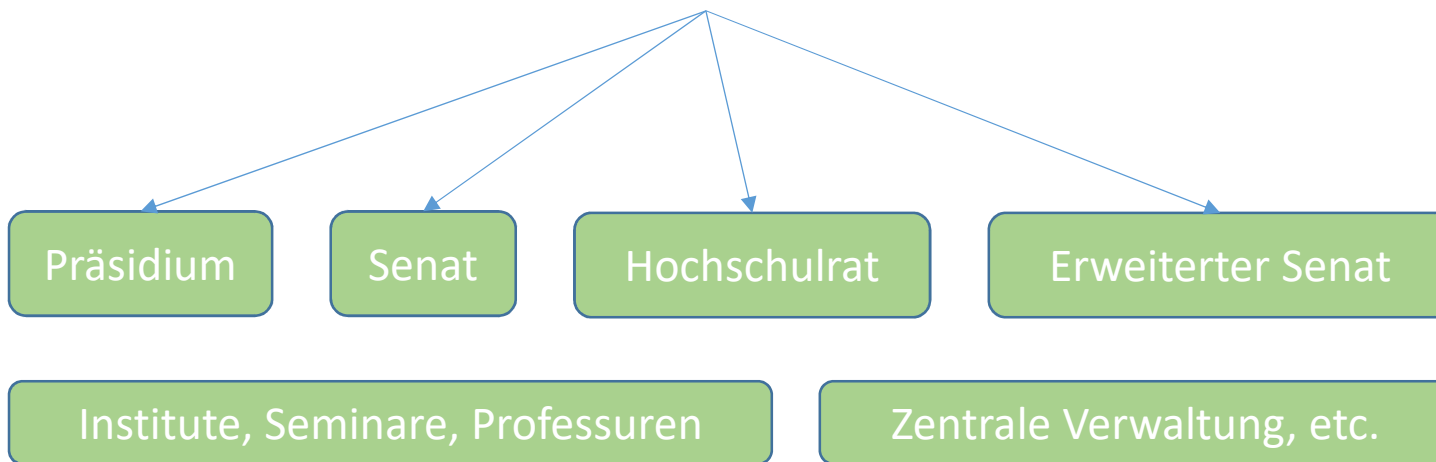 Präsidium
Senat
Hochschulrat
Erweiterter Senat
Institute, Seminare, Professuren
Zentrale Verwaltung, etc.